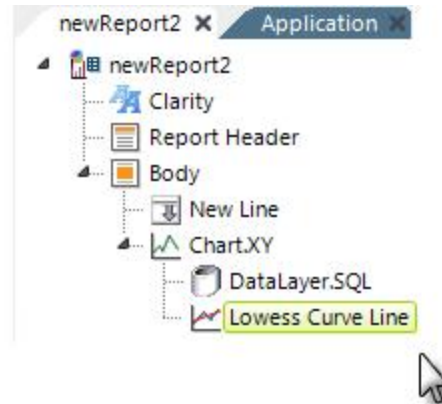 newReport2 Application
newReport2
Clarity
Report Header
Body
New Line
Chart.XY
DataLayer.SQL
Lowess Curve Line